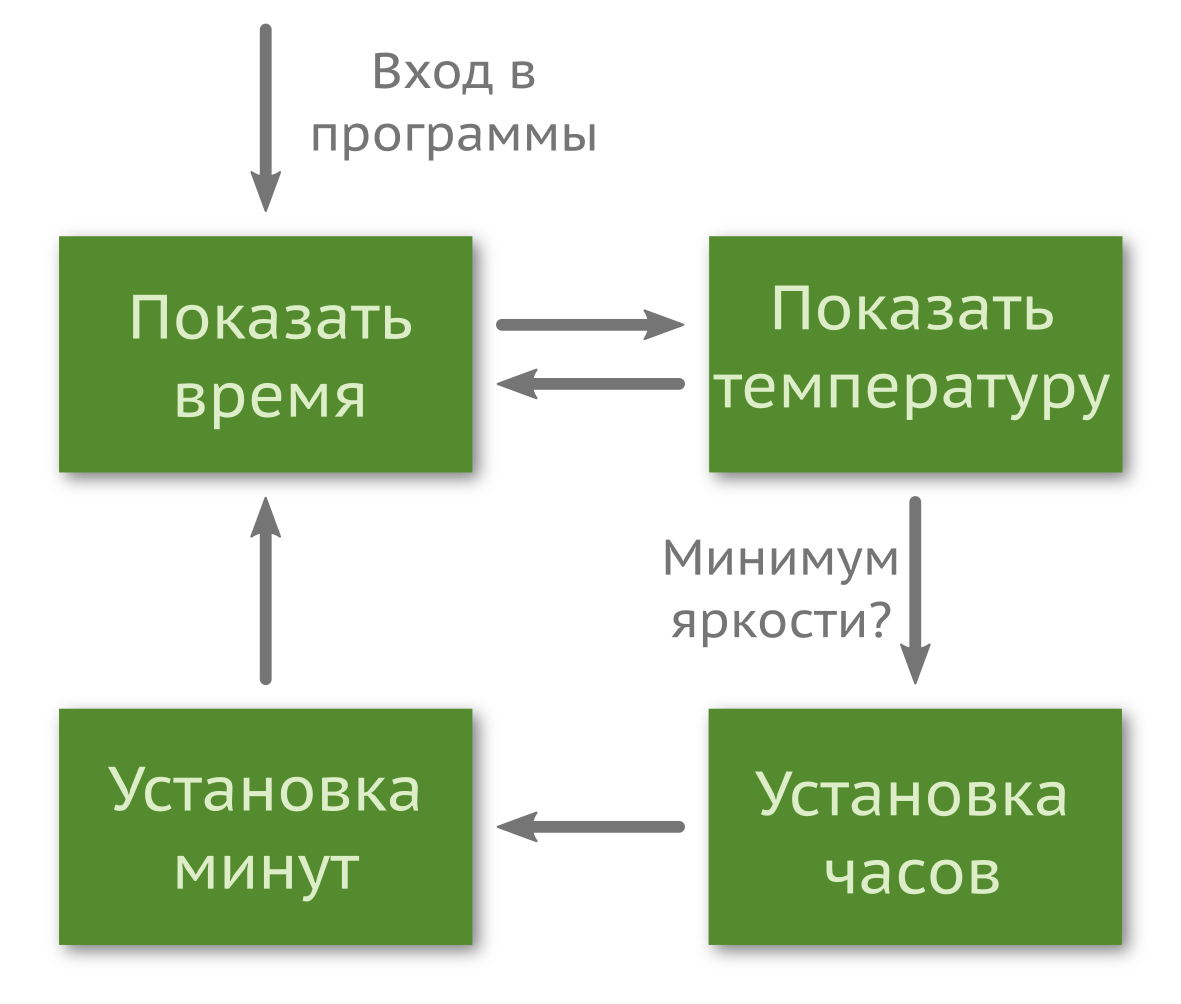 Вход в
программы
Показать
время
Показать
температуру
Минимум
яркости?
Установка
минут
Установка
часов